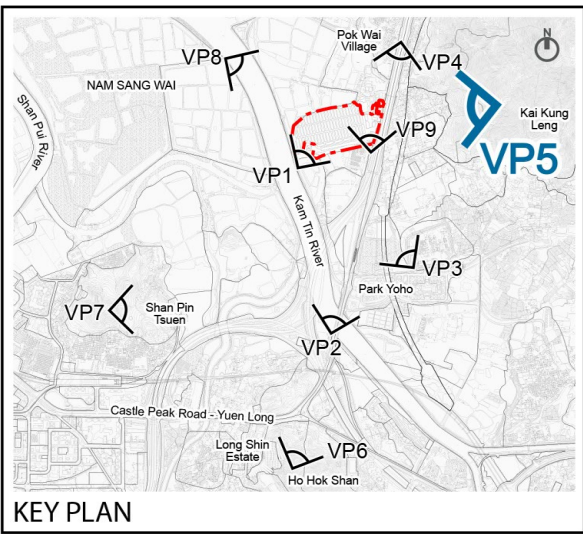 N
Pok Wai
Village
VP8
VP4
NAM SANG WAI
Kai Kung
Leng
Shan Pui River
VP9
VP5
VP1
Kam Tin River
VP3
Park Yoho
VP7
Shan Pin
Tsuen
VP2
Castle Peak Road - Yuen Long
Long Shin
Estate
VP6
Ho Hok Shan
KEY PLAN